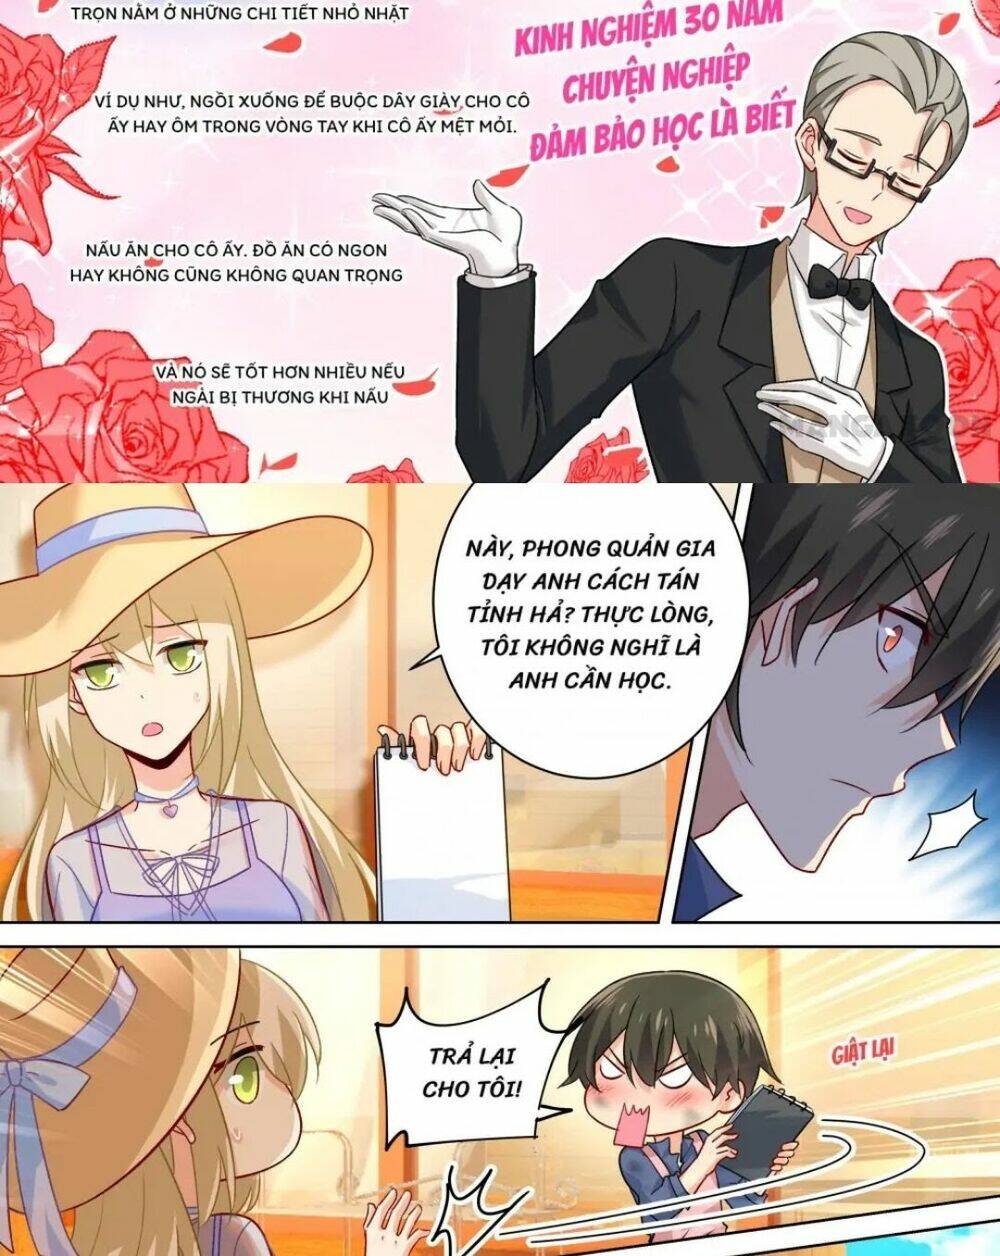 TRỌN NẰM Ở NHỮNG CHI TIẾT NHỎ NHẶT
KINH NGHIỆM 30 NĂM
CHUYỆN NGHIỆP
ĐẢM BẢO HỌC LÀ BIẾT
VÍ DỤ NHƯ, NGỒI XUỐNG ĐỂ BUỘC DÂY GIÀY CHO CÔ
ẤY HAY ÔM TRONG VÒNG TAY KHI CÔ ẤY MỆT MỎI.
NẤU ĂN CHO CÔ ẤY. ĐỒ ĂN CÓ NGON
HAY KHÔNG CŨNG KHÔNG QUAN TRỌNG
VÀ NÓ SẼ TỐT HƠN NHIỀU NẾU
NGÀI BỊ THƯƠNG KHI NẤU
NÀY, PHONG QUẢN GIA
DẠY ANH CÁCH TÁN
TỈNH HẢ? THỰC LÒNG,
TÔI KHÔNG NGHĨ LÀ
ANH CẦN HỌC.
TRẢ LẠI
CHO TÔI!
GIẬT LẠI